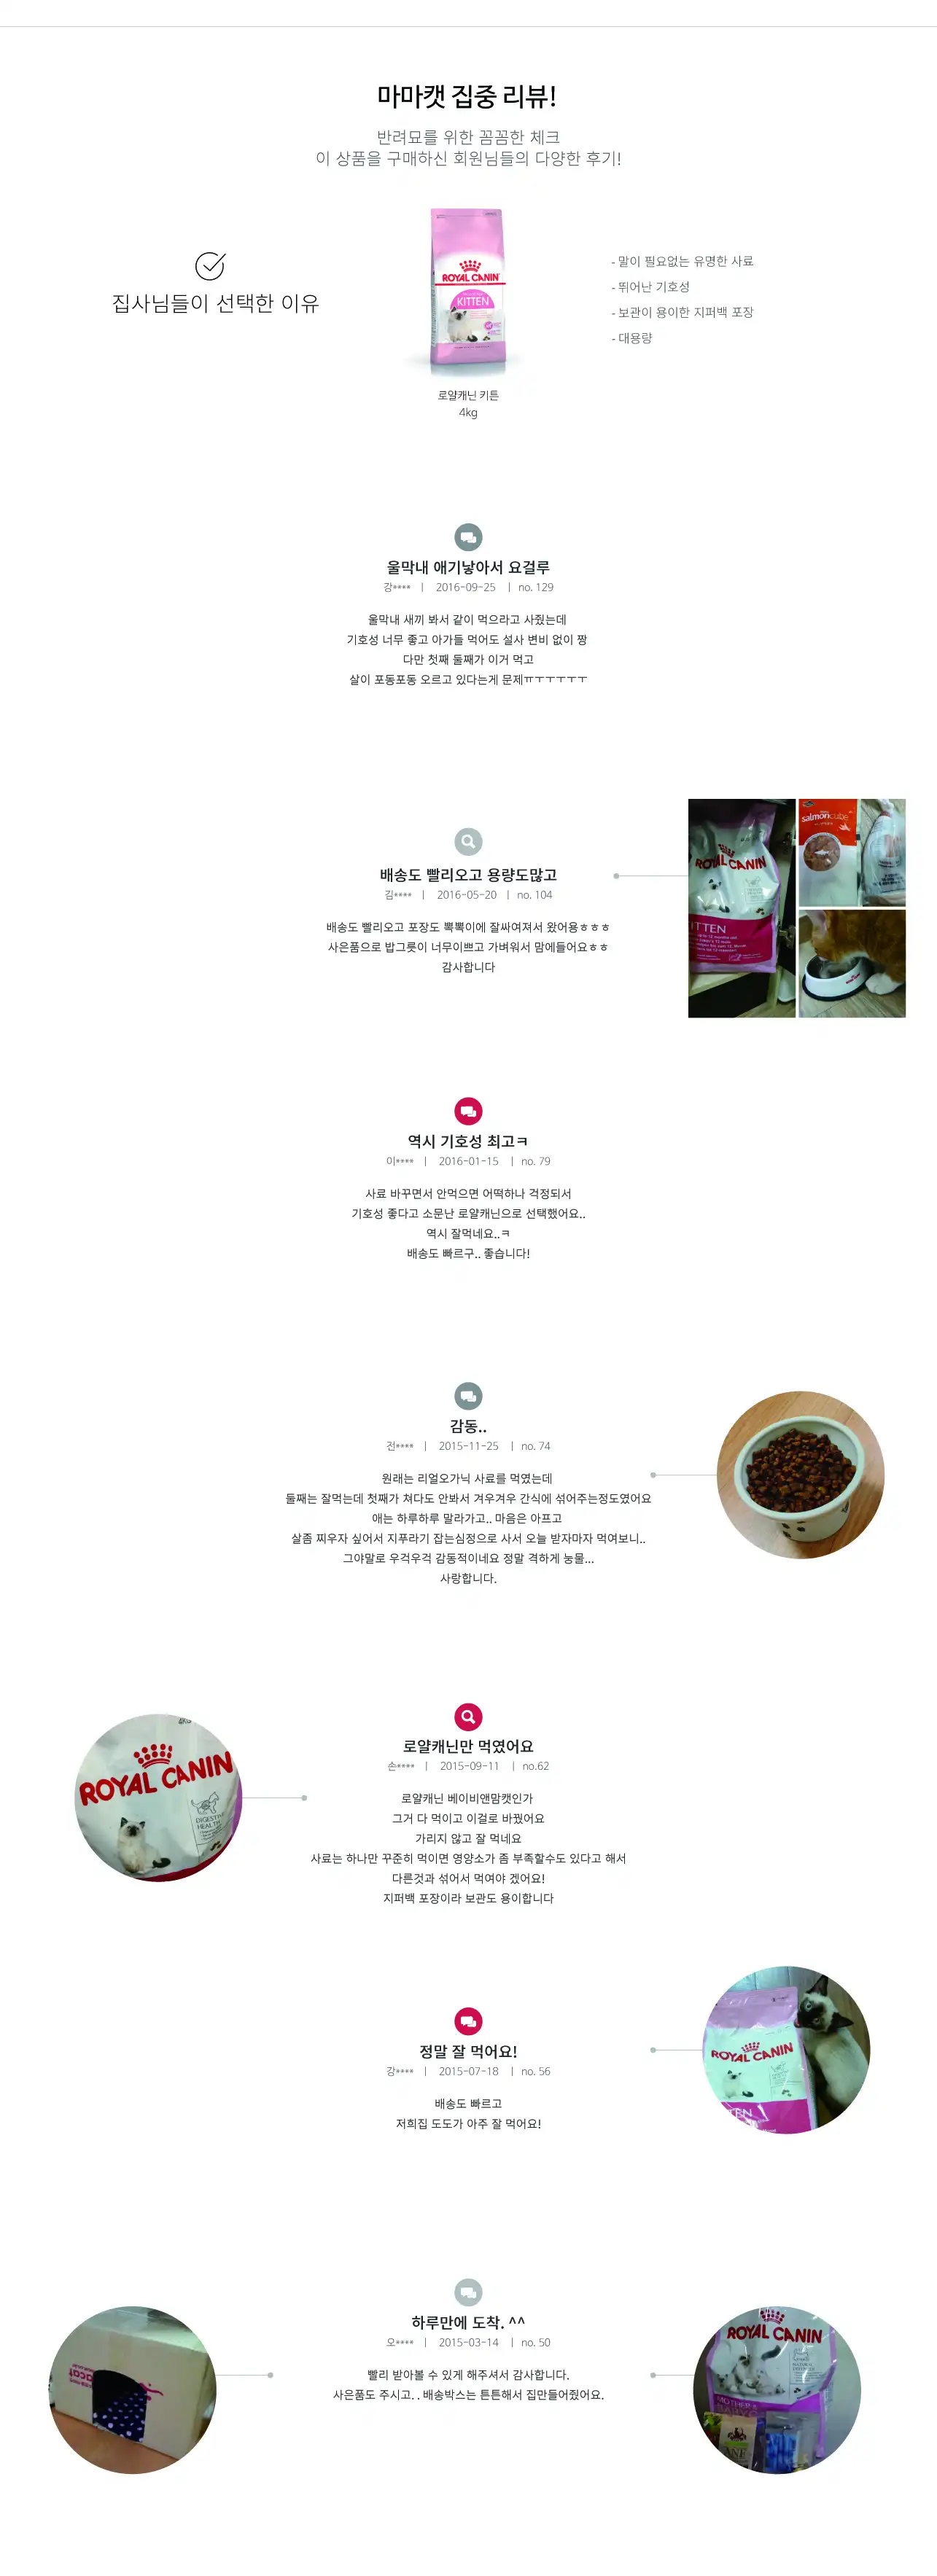 마마캣 집중 리뷰!
반려묘를 위한 꼼꼼한 체크
이 상품을 구매하신 회원님들의 다양한 후기!
집사님들이 선택한 이유
ROYAL CANIN
KITTEN
로얄캐닌 키튼
4kg
- 말이 필요없는 유명한 사료
- 뛰어난 기호성
- 보관이 용이한 지퍼백 포장
- 대용량
울막내 애기낳아서 요걸루
강**** | 2016-09-25 | no. 129
울막내 새끼 봐서 같이 먹으라고 사줬는데
기호성 너무 좋고 아가들 먹어도 설사 변비 없이 짱
다만 첫째 둘째가 이거 먹고
살이 포동포동 오르고 있다는게 문제ㅠㅜㅜㅜㅜㅜ
배송도 빨리오고 용량도많고
김**** | 2016-05-20 | no. 104
배송도 빨리오고 포장도 뽁뽁이에 잘싸여져서 왔어용ㅎㅎㅎ
사은품으로 밥그릇이 너무이쁘고 가벼워서 맘에들어요ㅎㅎ
감사합니다
ROYAL CANIN
ITTEN
salmoncube
역시 기호성 최고ㅋ
이**** | 2016-01-15 | no. 79
사료 바꾸면서 안먹으면 어떡하나 걱정되서
기호성 좋다고 소문난 로얄캐닌으로 선택했어요..
역시 잘먹네요..ㅋ
배송도 빠르구.. 좋습니다!
감동..
전**** | 2015-11-25 | no. 74
원래는 리얼오가닉 사료를 먹였는데
둘째는 잘먹는데 첫째가 쳐다도 안봐서 겨우겨우 간식에 섞어주는정도였어요
애는 하루하루 말라가고.. 마음은 아프고
살좀 찌우자 싶어서 지푸라기 잡는심정으로 사서 오늘 받자마자 먹여보니..
그야말로 우걱우걱 감동적이네요 정말 격하게 눙물...
사랑합니다.
로얄캐닌만 먹였어요
손**** | 2015-09-11 | no.62
로얄캐닌 베이비앤맘캣인가
그거 다 먹이고 이걸로 바꿨어요
가리지 않고 잘 먹네요
사료는 하나만 꾸준히 먹이면 영양소가 좀 부족할수도 있다고 해서
다른것과 섞어서 먹여야 겠어요!
지퍼백 포장이라 보관도 용이합니다
ROYAL CANIN
DIGESTIVE
HEALTH
정말 잘 먹어요!
강**** | 2015-07-18 | no. 56
배송도 빠르고
저희집 도도가 아주 잘 먹어요!
ROYAL CANIN
하루만에 도착. ^^
오**** | 2015-03-14 | no. 50
빨리 받아볼 수 있게 해주셔서 감사합니다.
사은품도 주시고. . 배송박스는 튼튼해서 집만들어줬어요.
ROYAL CANIN